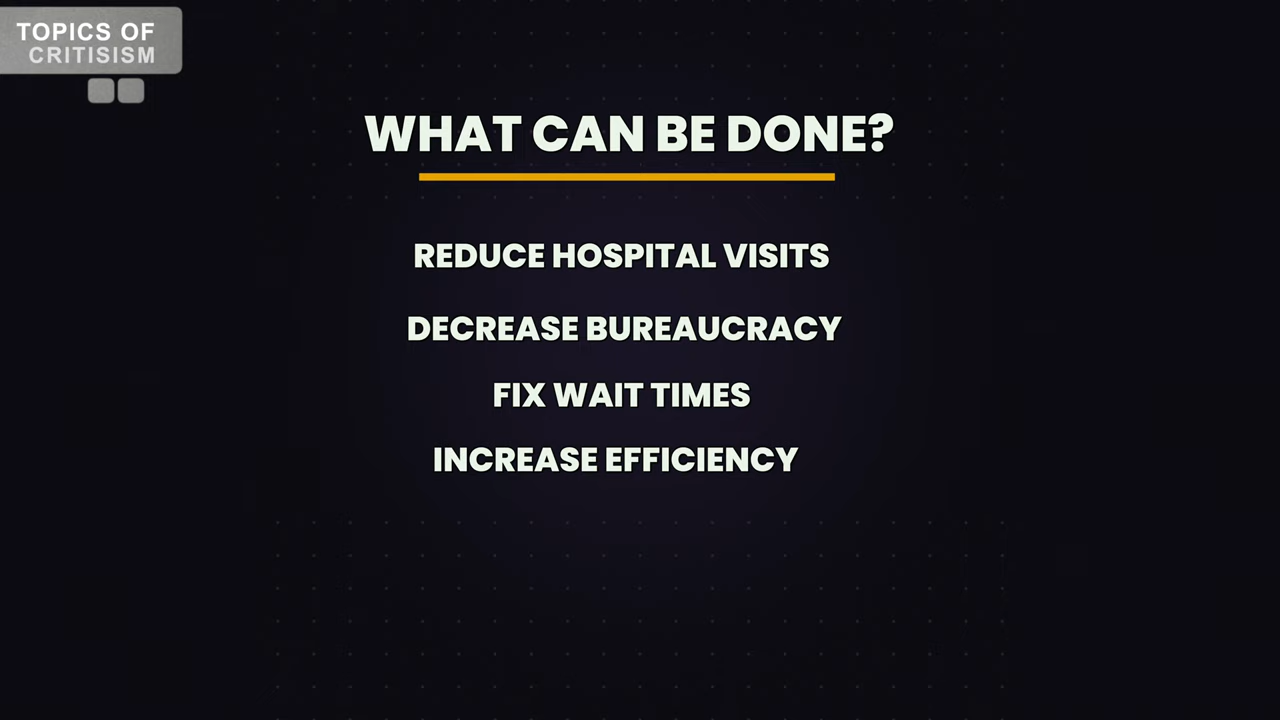 TOPICS OF
CRITISISM
WHAT CAN BE DONE?
REDUCE HOSPITAL VISITS
DECREASE BUREAUCRACY
FIX WAIT TIMES
INCREASE EFFICIENCY